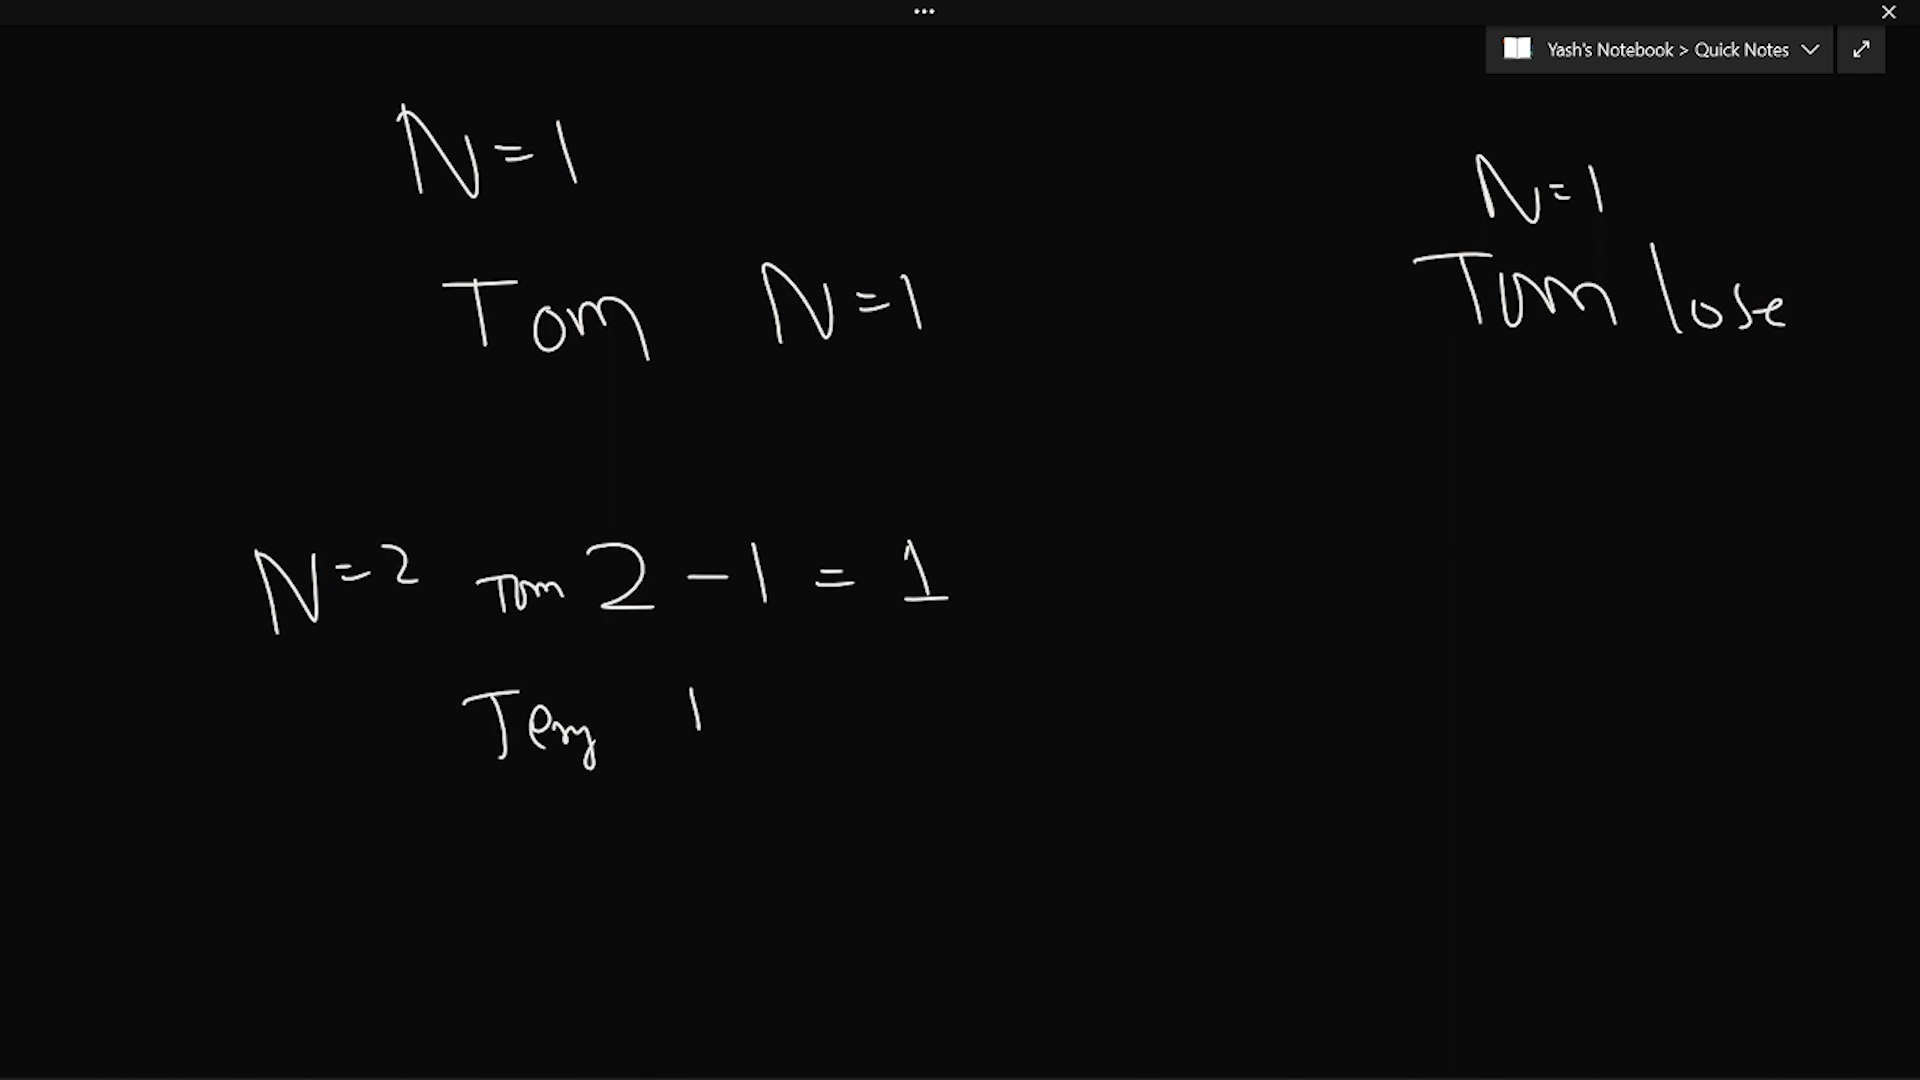 Yash's Notebook > Quick Notes
N=1
Tom N=1
N=1
Tom lose
N=2 Tom 2-1=1
Jerry 1